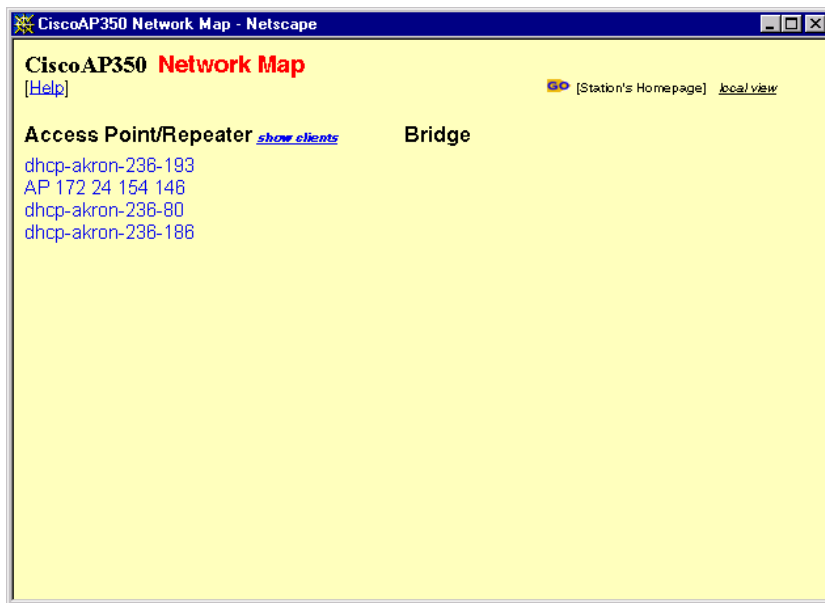 CiscoAP350 Network Map - Netscape
CiscoAP350 Network Map
[Help]
GO [Station's Homepage] local view
Access Point/Repeater show clients Bridge
dhcp-akron-236-193
AP 172 24 154 146
dhcp-akron-236-80
dhcp-akron-236-186